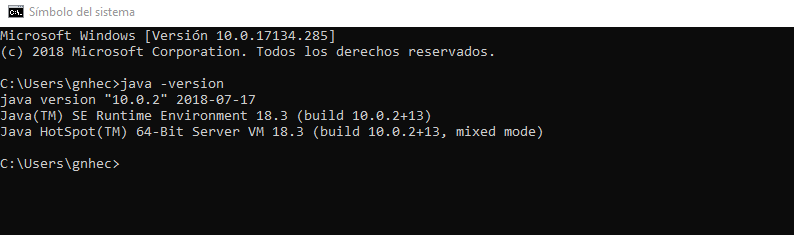 Símbolo del sistema
Microsoft Windows [Versión 10.0.17134.285]
(c) 2018 Microsoft Corporation. Todos los derechos reservados.
C:\Users\gnhec>java -version
java version "10.0.2" 2018-07-17
Java(TM) SE Runtime Environment 18.3 (build 10.0.2+13)
Java HotSpot(TM) 64-Bit Server VM 18.3 (build 10.0.2+13, mixed mode)
C:\Users\gnhec>